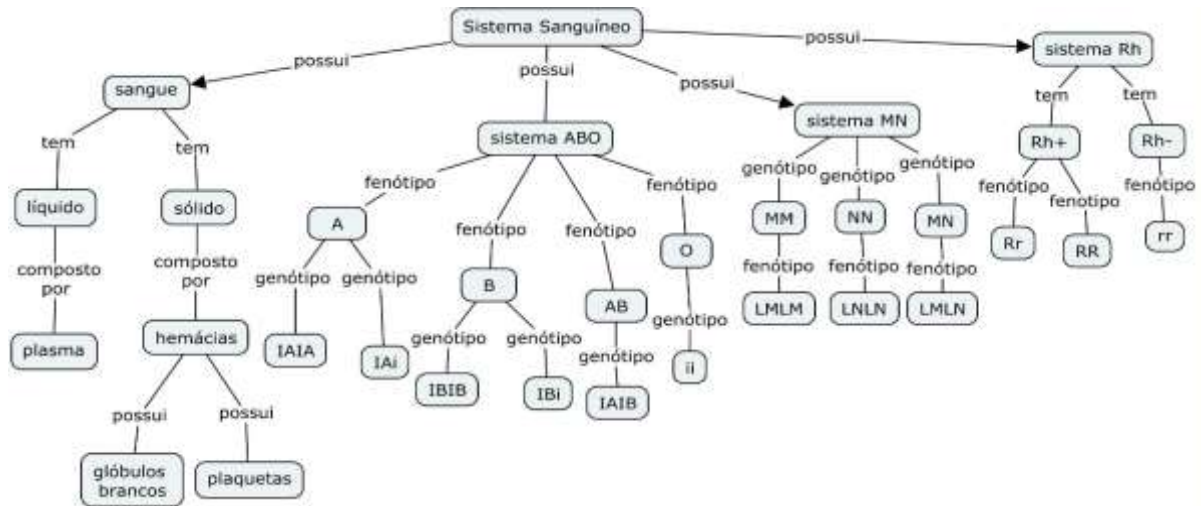 Sistema Sanguíneo
possui
possui
possui
possui
sangue
sistema ABO
sistema MN
sistema Rh
tem
tem
líquido
sólido
composto
por
composto
por
plasma
hemácias
possui
possui
glóbulos
brancos
plaquetas
fenótipo
fenótipo
fenótipo
fenótipo
A
B
AB
O
genótipo
genótipo
IAIA
IAi
genótipo
genótipo
IBIB
IBi
genótipo
IAIB
genótipo
ii
genótipo
genótipo
genótipo
MM
NN
MN
fenótipo
fenótipo
fenótipo
LMLM
LNLN
LMLN
tem
tem
Rh+
Rh-
fenótipo
fenótipo
fenótipo
Rr
RR
rr